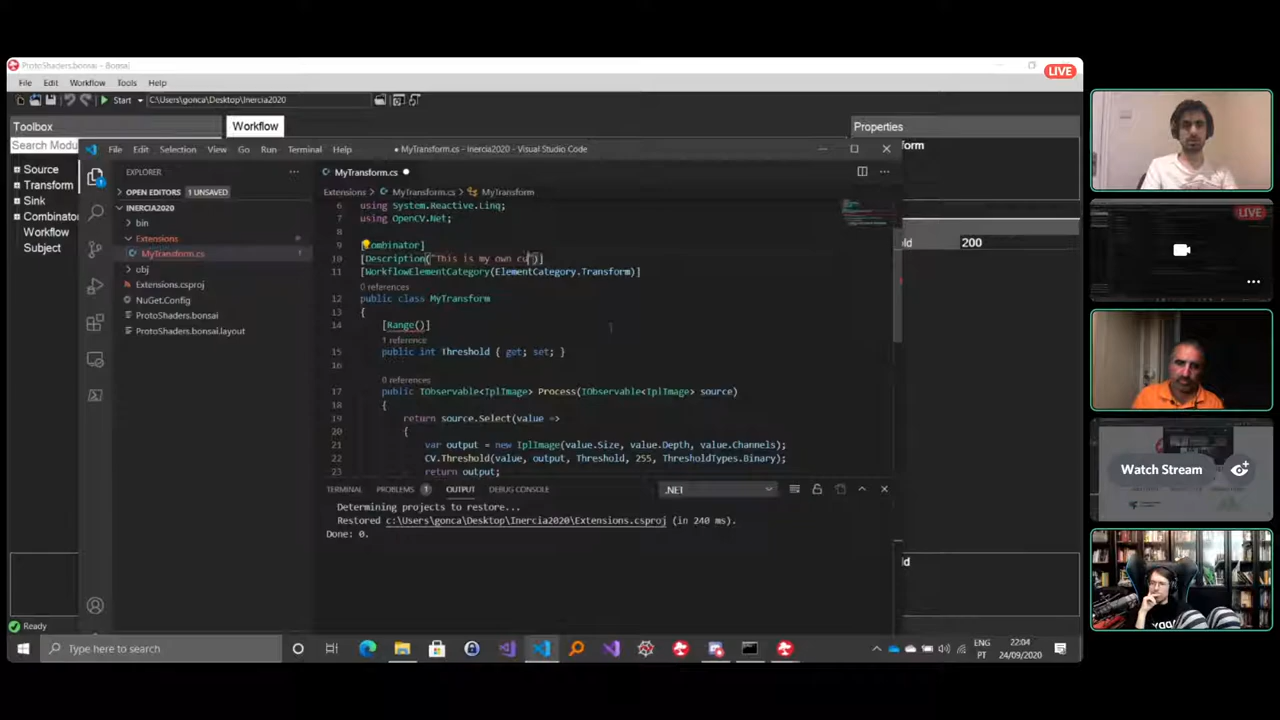 ProtoShaders.bonsai - Bonsai
LIVE
File Edit Workflow Tools Help
Start C:\Users\gonca\Desktop\Inercia2020
Toolbox Workflow Properties
Search Modu
Source
Transform
Sink
Combinato
Workflow
Subject
Ready
File Edit Selection View Go Run Terminal Help
● MyTransform.cs - Inercia2020 - Visual Studio Code
EXPLORER
OPEN EDITORS 1 UNSAVED
INERCIA2020
bin
Extensions
MyTransform.cs
obj
Extensions.csproj
NuGet.Config
ProtoShaders.bonsai
ProtoShaders.bonsai.layout
MyTransform.cs ●
Extensions > MyTransform.cs > MyTransform
6 using System.Reactive.Linq;
7 using OpenCV.Net;
8
9 [Combinator]
10 [Description("This is my own cu")]
11 [WorkflowElementCategory(ElementCategory.Transform)]
0 references
12 public class MyTransform
13 {
14 [Range()]
1 reference
15 public int Threshold { get; set; }
16
0 references
17 public IObservable<IplImage> Process(IObservable<IplImage> source)
18 {
19 return source.Select(value =>
20 {
21 var output = new IplImage(value.Size, value.Depth, value.Channels);
22 CV.Threshold(value, output, Threshold, 255, ThresholdTypes.Binary);
23 return output;
TERMINAL PROBLEMS 1 OUTPUT DEBUG CONSOLE .NET
Determining projects to restore...
Restored c:\Users\gonca\Desktop\Inercia2020\Extensions.csproj (in 240 ms).
Done: 0.
form
ld 200
ld
LIVE
Watch Stream
Type here to search
ENG
PT
22:04
24/09/2020